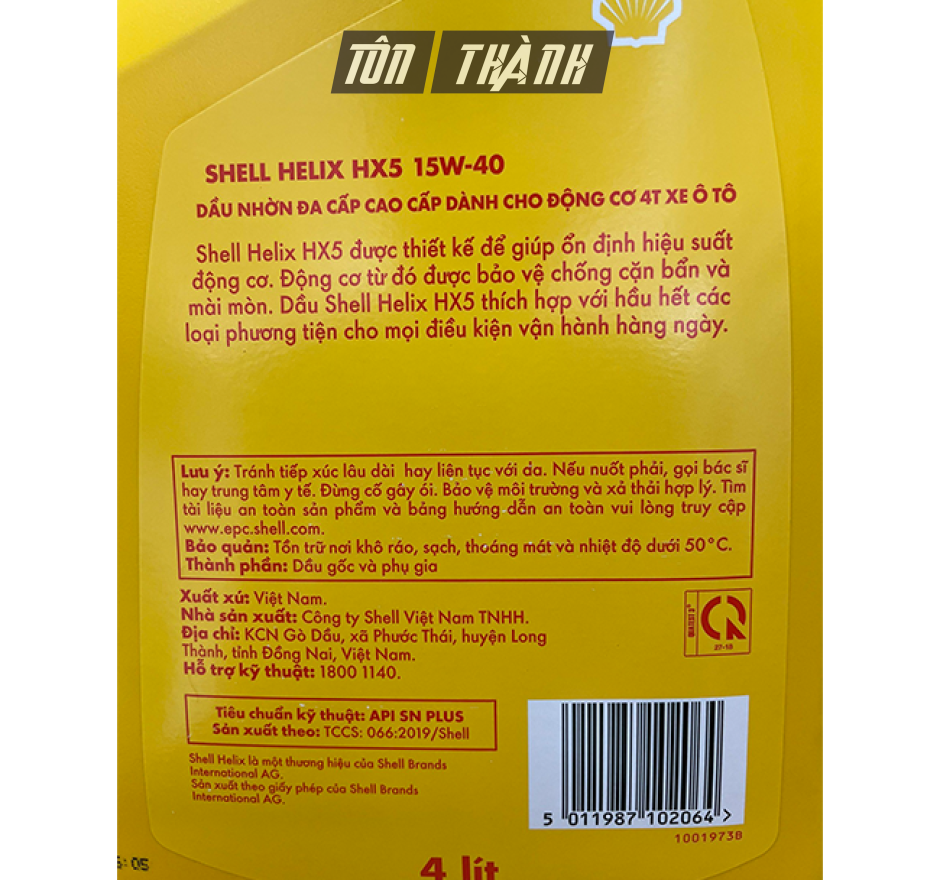 TÔN THÀNH
SHELL HELIX HX5 15W-40
DẦU NHỜN ĐA CẤP CAO CẤP DÀNH CHO ĐỘNG CƠ 4T XE Ô TÔ
Shell Helix HX5 được thiết kế để giúp ổn định hiệu suất
động cơ. Động cơ từ đó được bảo vệ chống cặn bẩn và
mài mòn. Dầu Shell Helix HX5 thích hợp với hầu hết các
loại phương tiện cho mọi điều kiện vận hành hàng ngày.
Lưu ý: Tránh tiếp xúc lâu dài hay liện tục với da. Nếu nuốt phải, gọi bác sĩ
hay trung tâm y tế. Đừng cố gây ói. Bảo vệ môi trường và xả thải hợp lý. Tìm
tài liệu an toàn sản phẩm và bảng hướng dẫn an toàn vui lòng truy cập
www.epc.shell.com.
Bảo quản: Tồn trữ nơi khô ráo, sạch, thoáng mát và nhiệt độ dưới 50°C.
Thành phần: Dầu gốc và phụ gia
Xuất xứ: Việt Nam.
Nhà sản xuất: Công ty Shell Việt Nam TNHH.
Địa chỉ: KCN Gò Dầu, xã Phước Thái, huyện Long
Thành, tỉnh Đồng Nai, Việt Nam.
Hỗ trợ kỹ thuật: 1800 1140.
QUATEST 3
27-18
Tiêu chuẩn kỹ thuật: API SN PLUS
Sản xuất theo: TCCS: 066:2019/Shell
Shell Helix là một thương hiệu của Shell Brands
International AG.
Sản xuất theo giấy phép của Shell Brands
International AG.
5 011987 102064 >
10019738
: 05
4 lít